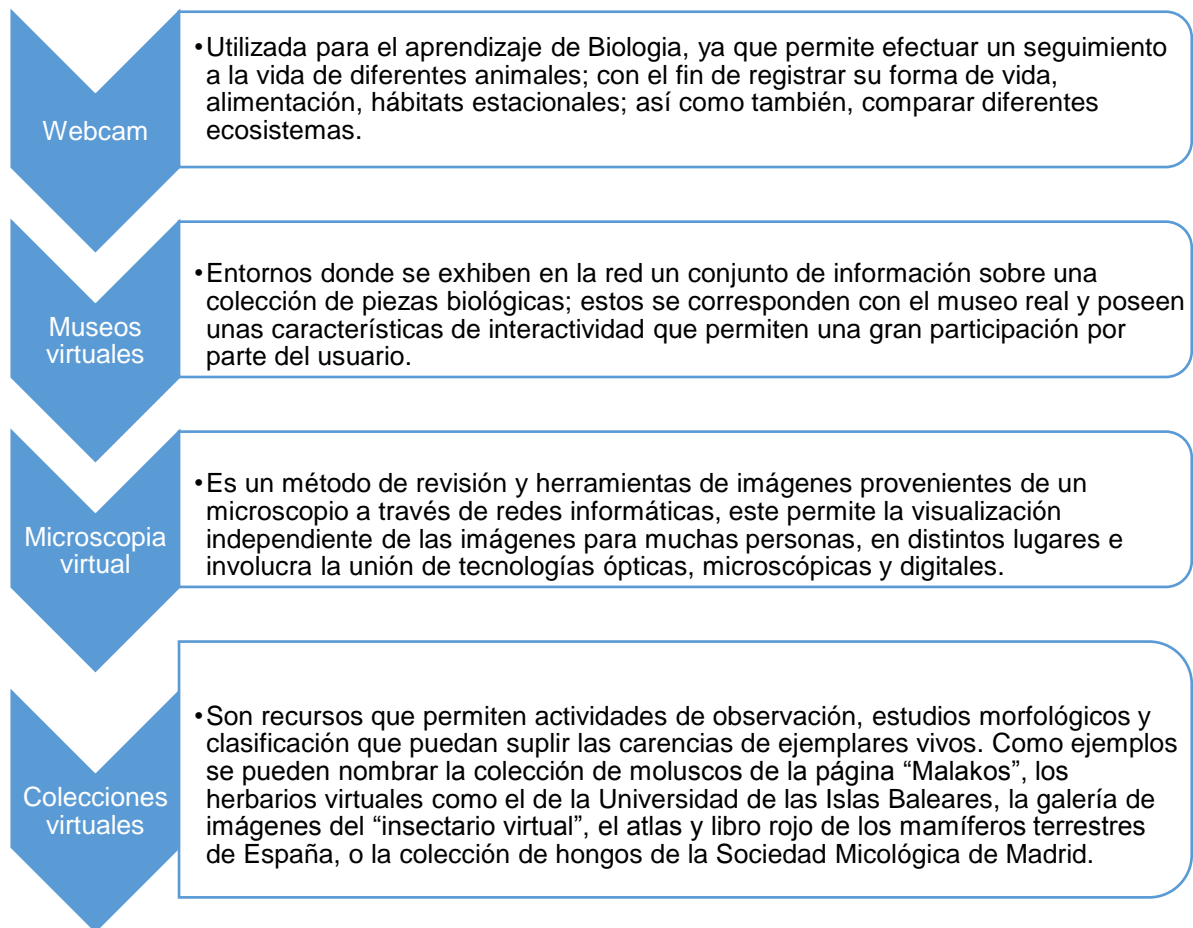 Webcam
•Utilizada para el aprendizaje de Biologia, ya que permite efectuar un seguimiento
a la vida de diferentes animales; con el fin de registrar su forma de vida,
alimentación, hábitats estacionales; así como también, comparar diferentes
ecosistemas.
Museos
virtuales
•Entornos donde se exhiben en la red un conjunto de información sobre una
colección de piezas biológicas; estos se corresponden con el museo real y poseen
unas características de interactividad que permiten una gran participación por
parte del usuario.
Microscopia
virtual
•Es un método de revisión y herramientas de imágenes provenientes de un
microscopio a través de redes informáticas, este permite la visualización
independiente de las imágenes para muchas personas, en distintos lugares e
involucra la unión de tecnologías ópticas, microscópicas y digitales.
Colecciones
virtuales
•Son recursos que permiten actividades de observación, estudios morfológicos y
clasificación que puedan suplir las carencias de ejemplares vivos. Como ejemplos
se pueden nombrar la colección de moluscos de la página “Malakos”, los
herbarios virtuales como el de la Universidad de las Islas Baleares, la galería de
imágenes del “insectario virtual”, el atlas y libro rojo de los mamíferos terrestres
de España, o la colección de hongos de la Sociedad Micológica de Madrid.